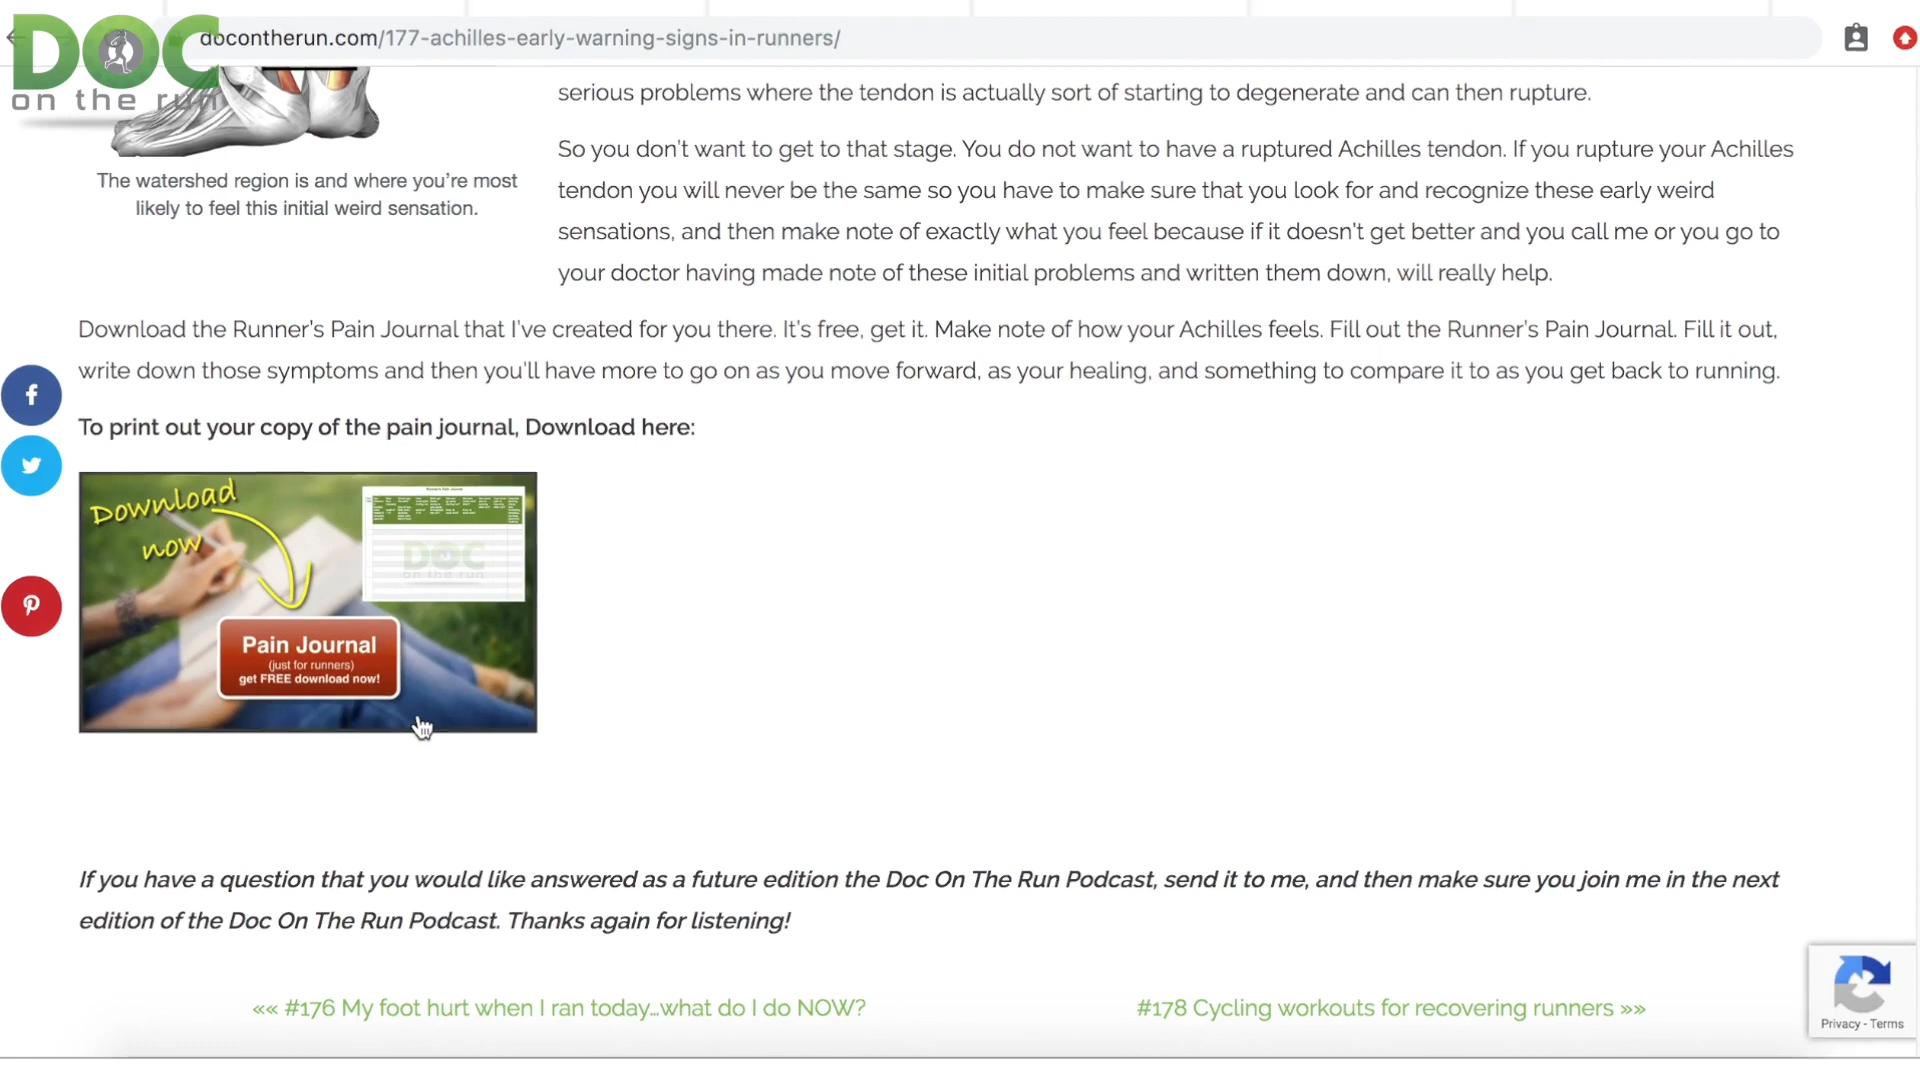 DOC
on the run
docontherun.com/177-achilles-early-warning-signs-in-runners/
serious problems where the tendon is actually sort of starting to degenerate and can then rupture.
So you don't want to get to that stage. You do not want to have a ruptured Achilles tendon. If you rupture your Achilles
tendon you will never be the same so you have to make sure that you look for and recognize these early weird
sensations, and then make note of exactly what you feel because if it doesn't get better and you call me or you go to
your doctor having made note of these initial problems and written them down, will really help.
The watershed region is and where you're most
likely to feel this initial weird sensation.
Download the Runner's Pain Journal that I've created for you there. It's free, get it. Make note of how your Achilles feels. Fill out the Runner's Pain Journal. Fill it out,
write down those symptoms and then you'll have more to go on as you move forward, as your healing, and something to compare it to as you get back to running.
To print out your copy of the pain journal, Download here:
Download
now
DOC
on the run
Pain Journal
(just for runners)
get FREE download now!
If you have a question that you would like answered as a future edition the Doc On The Run Podcast, send it to me, and then make sure you join me in the next
edition of the Doc On The Run Podcast. Thanks again for listening!
«« #176 My foot hurt when I ran today…what do I do NOW?
#178 Cycling workouts for recovering runners »»
Privacy - Terms